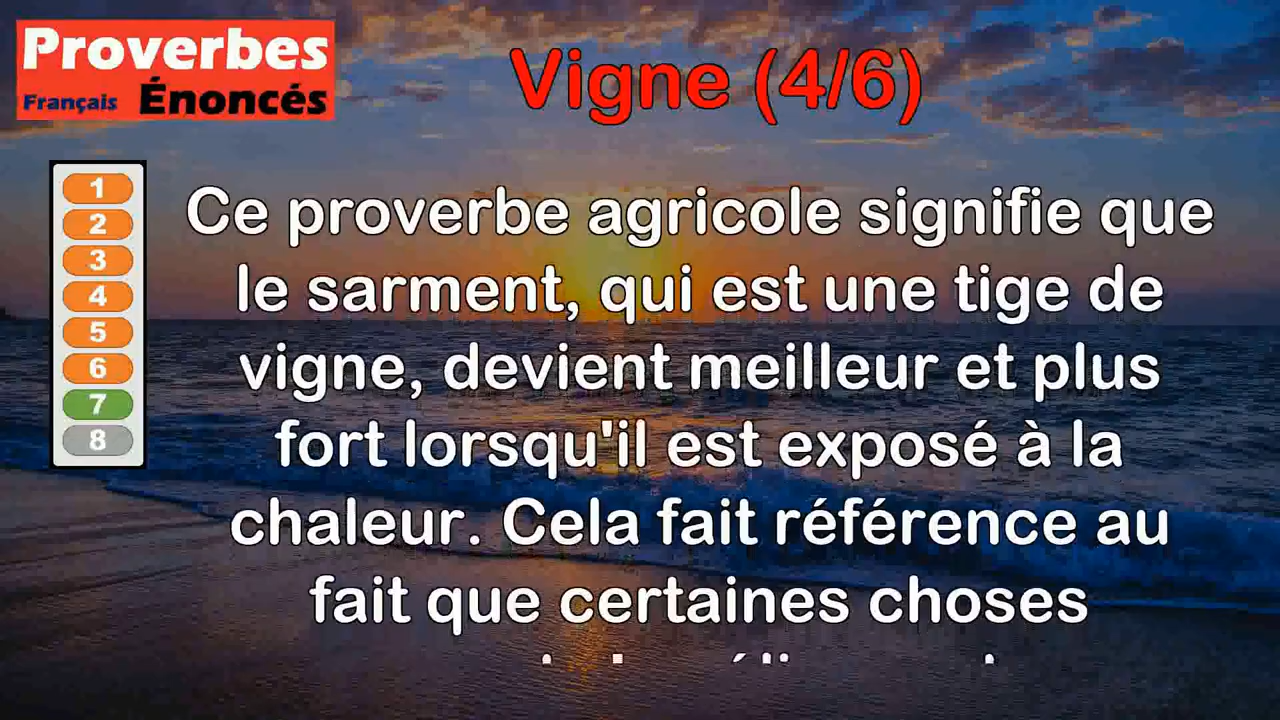 Proverbes
Français Énoncés
Vigne (4/6)
1
2
3
4
5
6
7
8
Ce proverbe agricole signifie que
le sarment, qui est une tige de
vigne, devient meilleur et plus
fort lorsqu'il est exposé à la
chaleur. Cela fait référence au
fait que certaines choses